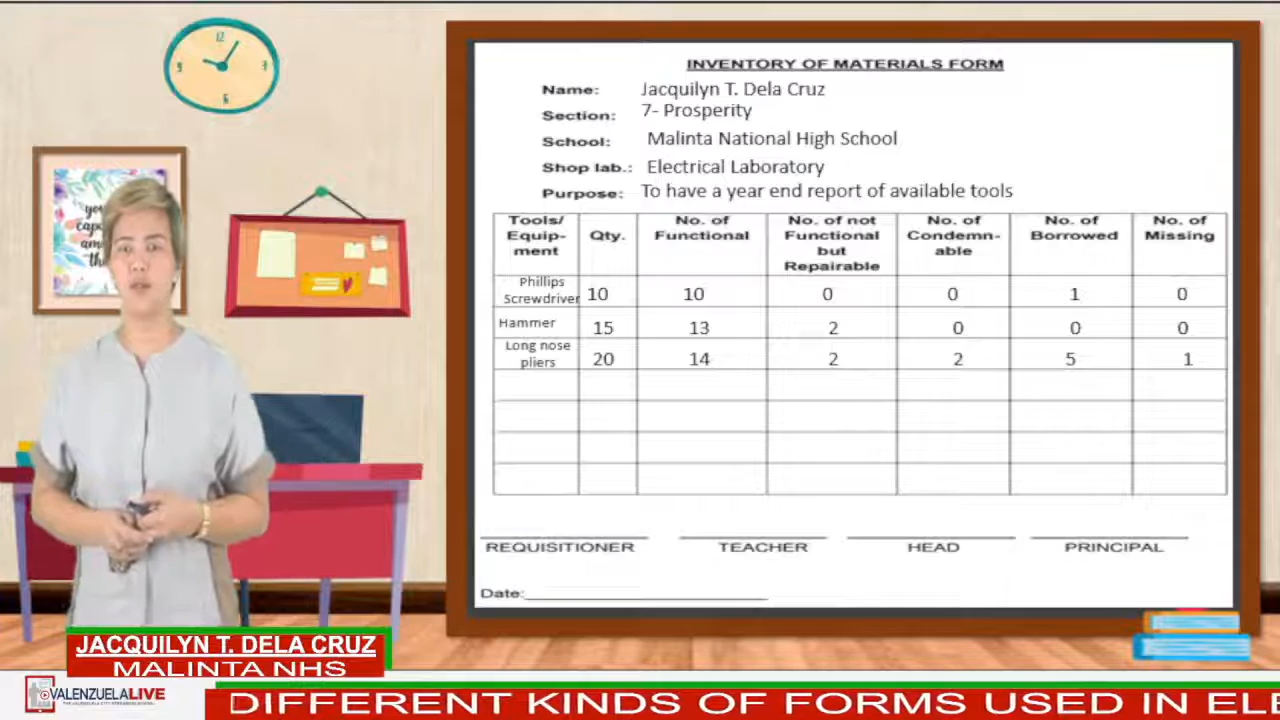 12
3
6
9
INVENTORY OF MATERIALS FORM
Name: Jacquilyn T. Dela Cruz
Section: 7- Prosperity
School: Malinta National High School
Shop lab.: Electrical Laboratory
Purpose: To have a year end report of available tools
Tools/ Equip- ment Qty. No. of Functional No. of not Functional but Repairable No. of Condemn- able No. of Borrowed No. of Missing
Phillips Screwdriver 10 10 0 0 1 0
Hammer 15 13 2 0 0 0
Long nose pliers 20 14 2 2 5 1
REQUISITIONER TEACHER HEAD PRINCIPAL
Date:
JACQUILYN T. DELA CRUZ
MALINTA NHS
VALENZUELALIVE
DIFFERENT KINDS OF FORMS USED IN ELE